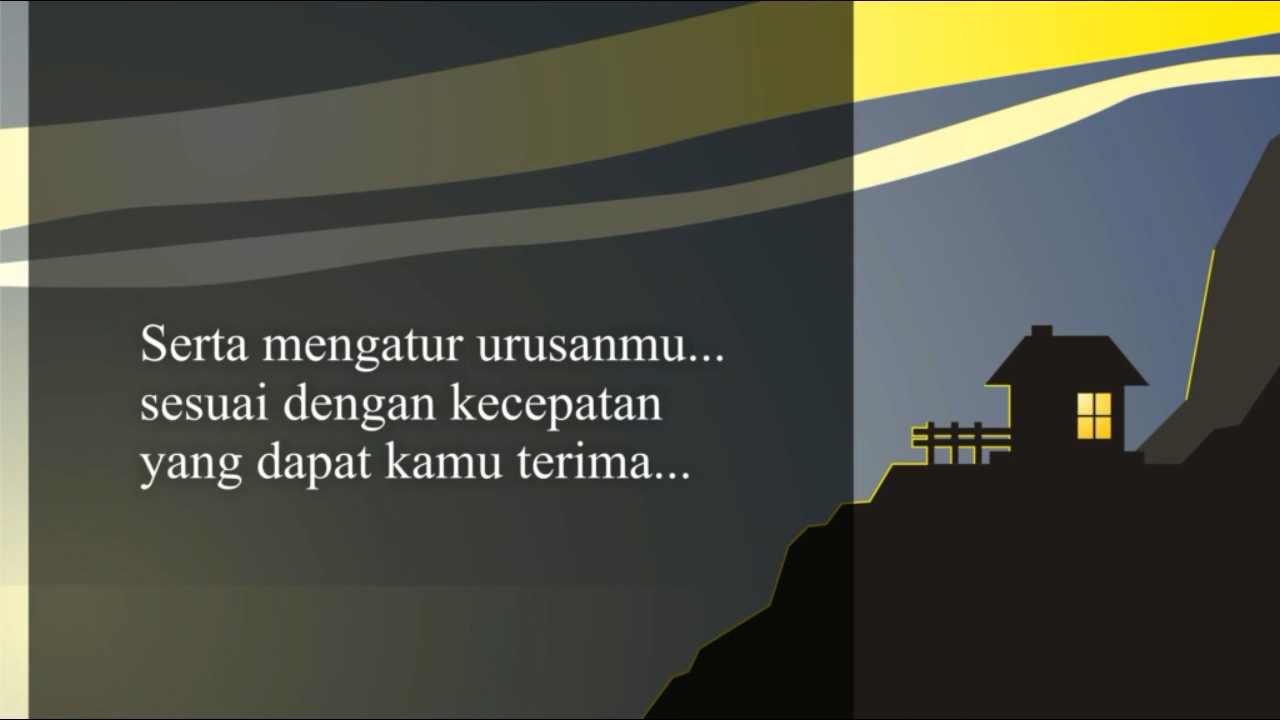 Serta mengatur urusanmu...
sesuai dengan kecepatan
yang dapat kamu terima...